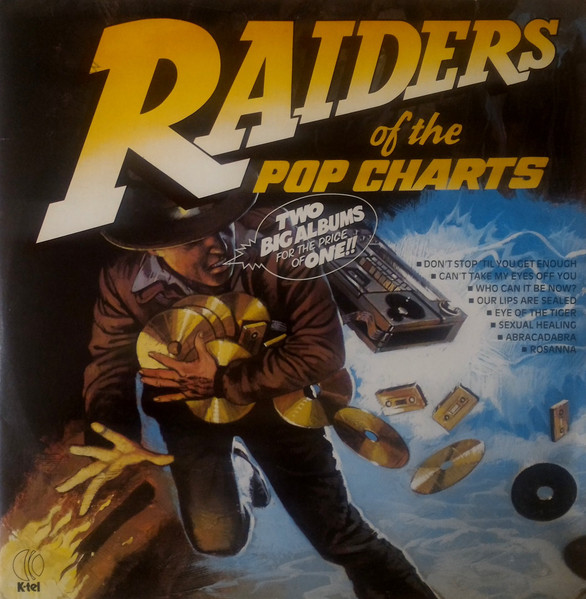 RAIDERS
of the
POP CHARTS
TWO
BIG ALBUMS
FOR THE PRICE
OF ONE!!
▪ DON'T STOP 'TIL YOU GET ENOUGH
▪ CAN'T TAKE MY EYES OFF YOU
▪ WHO CAN IT BE NOW?
▪ OUR LIPS ARE SEALED
▪ EYE OF THE TIGER
▪ SEXUAL HEALING
▪ ABRACADABRA
▪ ROSANNA
K-tel